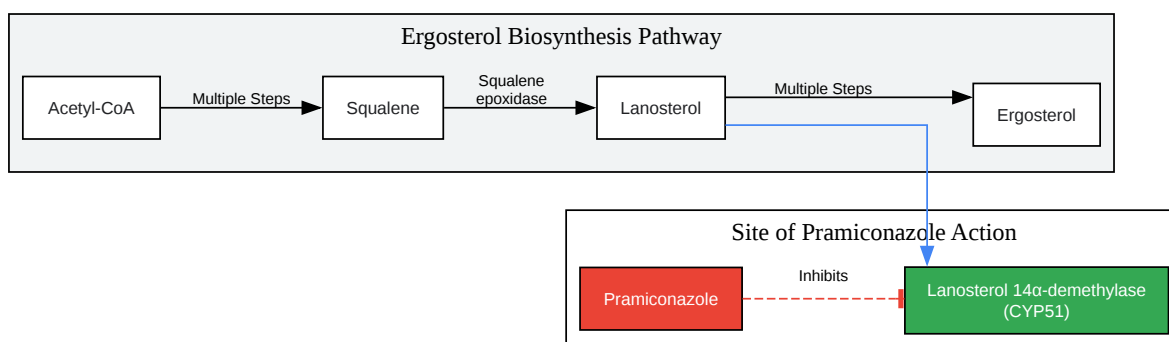 Ergosterol Biosynthesis Pathway
Acetyl-CoA
Multiple Steps
Squalene
Squalene
epoxidase
Lanosterol
Multiple Steps
Ergosterol
Site of Pramiconazole Action
Pramiconazole
Inhibits
Lanosterol 14α-demethylase
(CYP51)